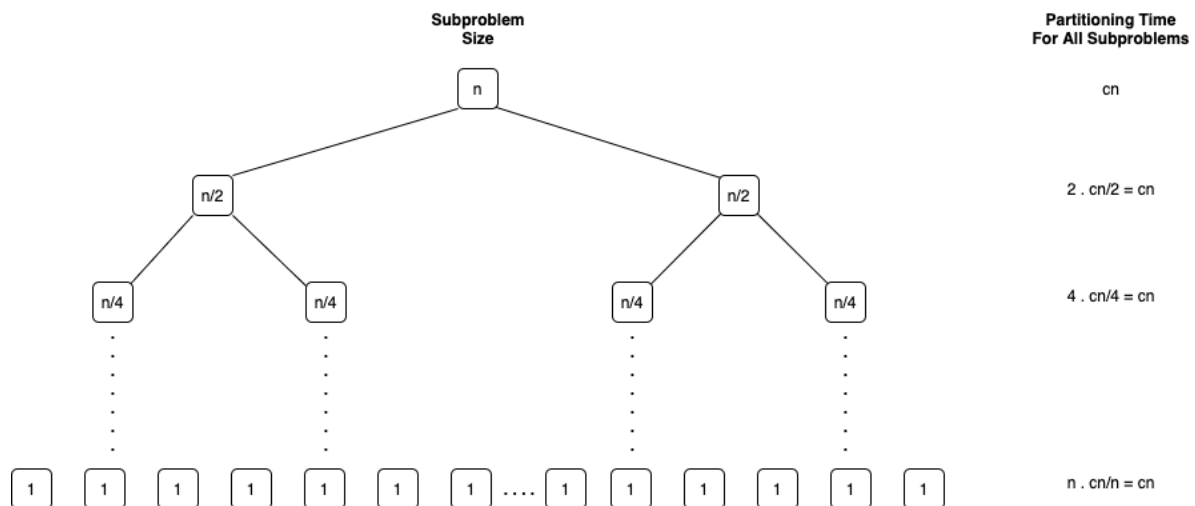 Subproblem
Size
Partitioning Time
For All Subproblems
n
cn
n/2
n/2
2 . cn/2 = cn
n/4
n/4
n/4
n/4
4 . cn/4 = cn
1
1
1
1
1
1
1
....
1
1
1
1
1
1
n . cn/n = cn